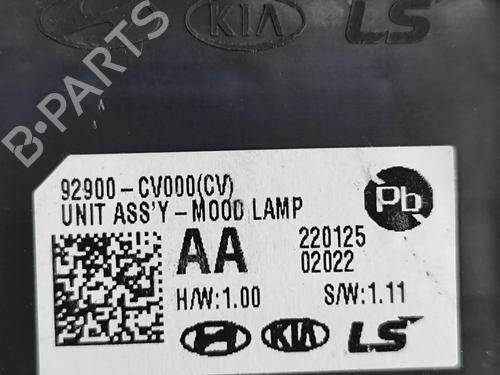 KIA LS
B-PARTS
92900-CV000(CV)
UNIT ASS'Y-MOOD LAMP
Pb
AA
220125
02022
H/W:1.00 S/W:1.11
KIA LS